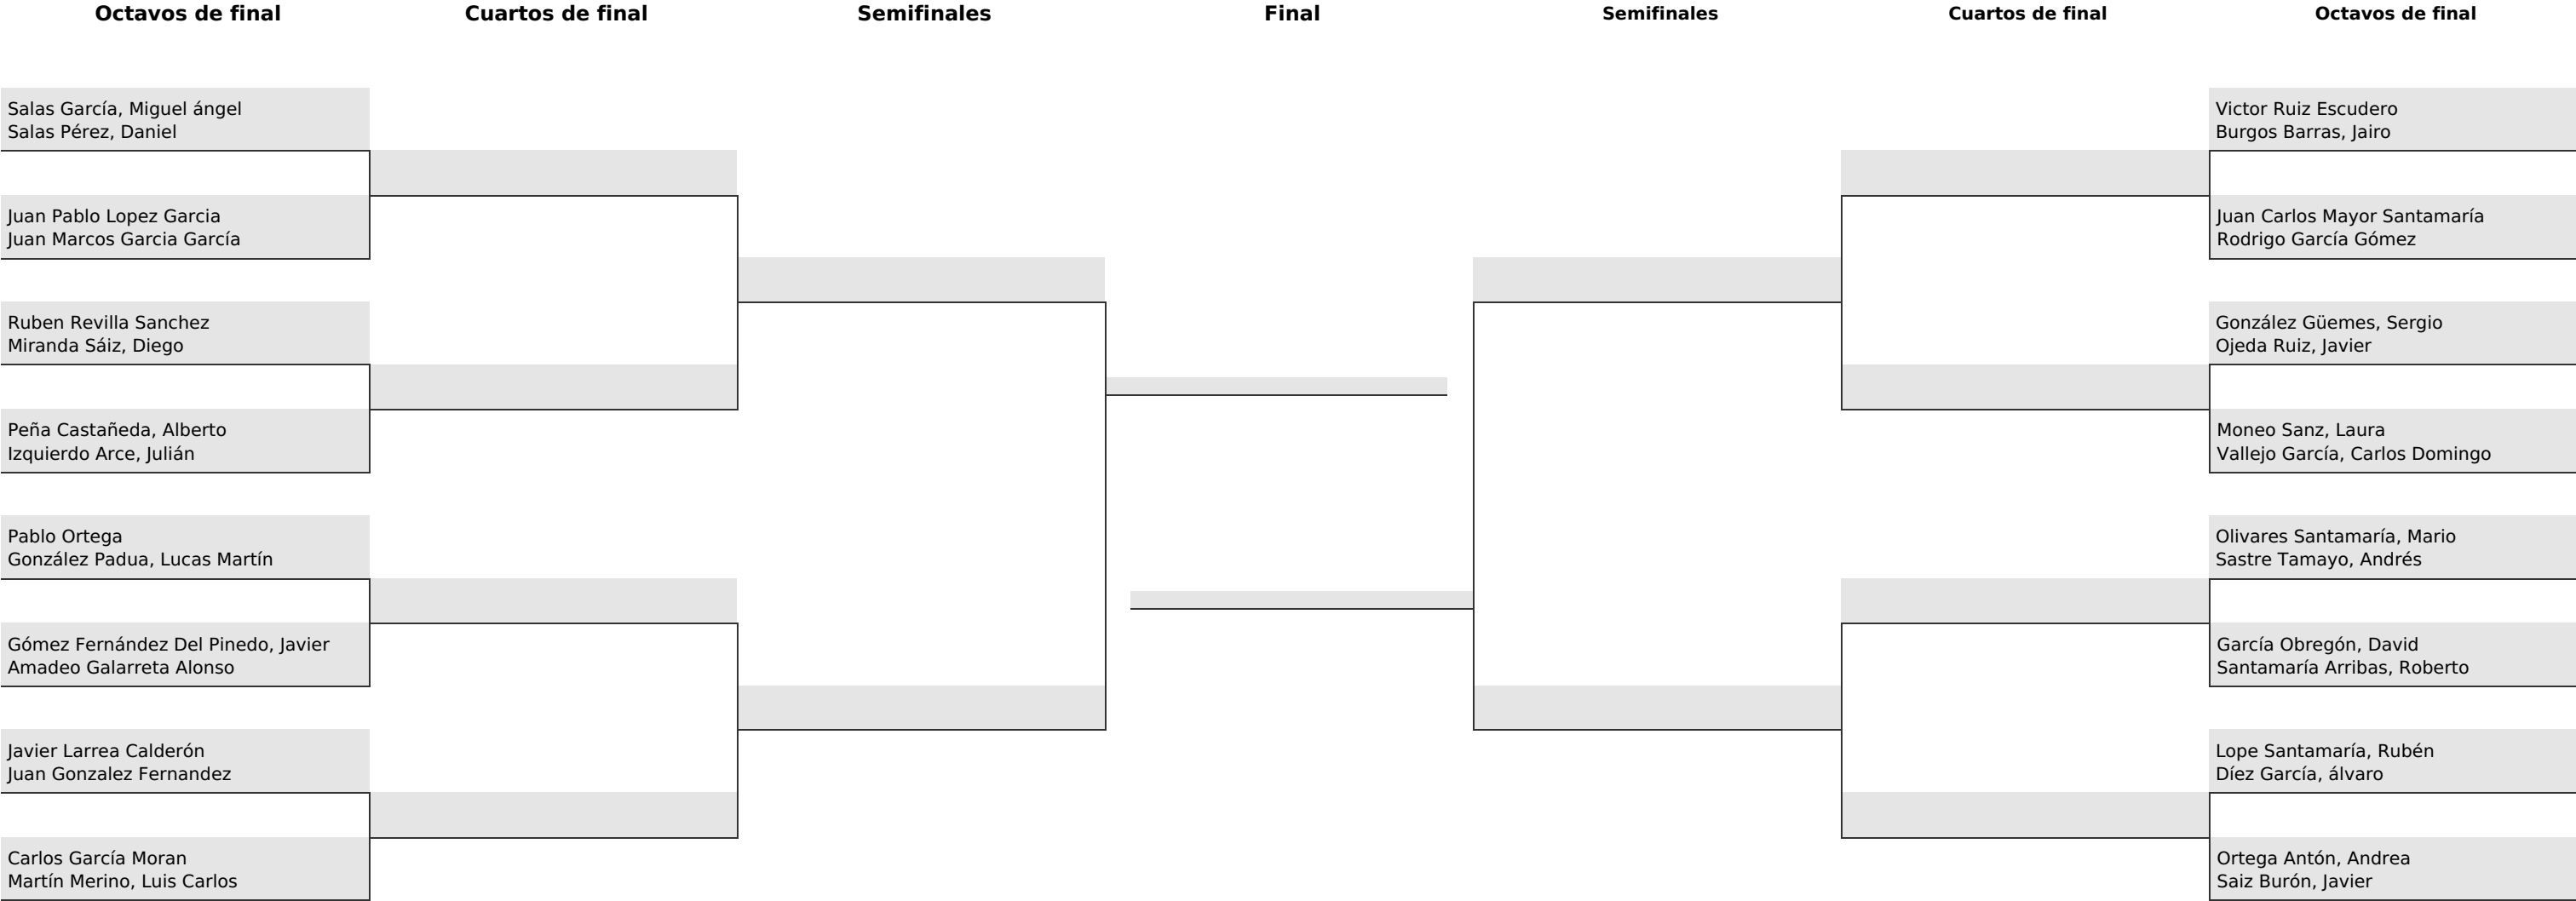 Octavos de final
Cuartos de final
Semifinales
Final
Semifinales
Cuartos de final
Octavos de final
Salas García, Miguel ángel
Salas Pérez, Daniel
Juan Pablo Lopez Garcia
Juan Marcos Garcia García
Ruben Revilla Sanchez
Miranda Sáiz, Diego
Peña Castañeda, Alberto
Izquierdo Arce, Julián
Pablo Ortega
González Padua, Lucas Martín
Gómez Fernández Del Pinedo, Javier
Amadeo Galarreta Alonso
Javier Larrea Calderón
Juan Gonzalez Fernandez
Carlos García Moran
Martín Merino, Luis Carlos
Victor Ruiz Escudero
Burgos Barras, Jairo
Juan Carlos Mayor Santamaría
Rodrigo García Gómez
González Güemes, Sergio
Ojeda Ruiz, Javier
Moneo Sanz, Laura
Vallejo García, Carlos Domingo
Olivares Santamaría, Mario
Sastre Tamayo, Andrés
García Obregón, David
Santamaría Arribas, Roberto
Lope Santamaría, Rubén
Díez García, álvaro
Ortega Antón, Andrea
Saiz Burón, Javier